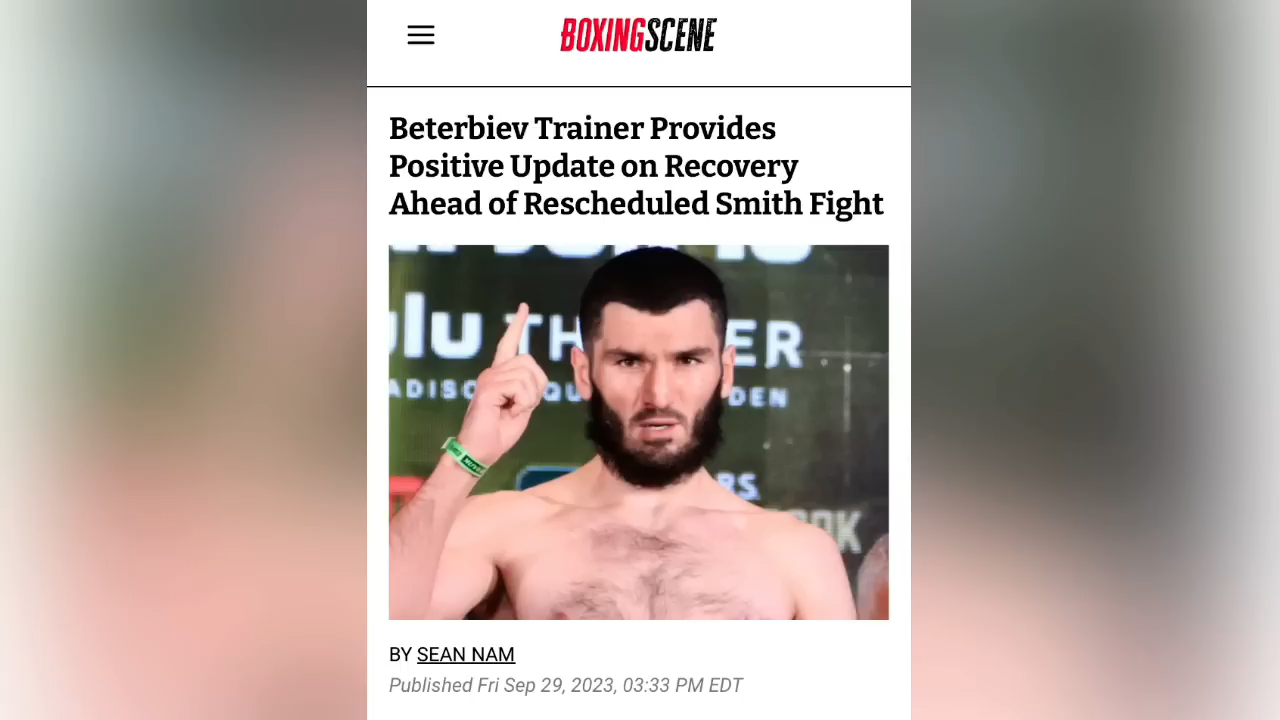 BOXINGSCENE
Beterbiev Trainer Provides
Positive Update on Recovery
Ahead of Rescheduled Smith Fight
BY SEAN NAM
Published Fri Sep 29, 2023, 03:33 PM EDT